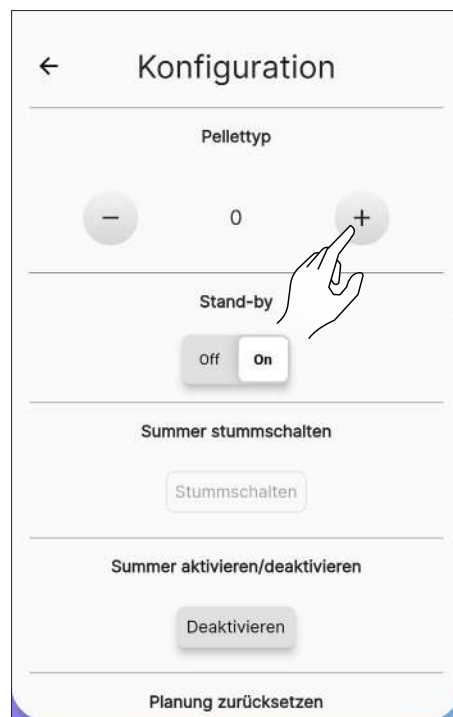 ← Konfiguration
Pellettyp
− 0 +
Stand-by
Off On
Summer stummschalten
Stummschalten
Summer aktivieren/deaktivieren
Deaktivieren
Planung zurücksetzen